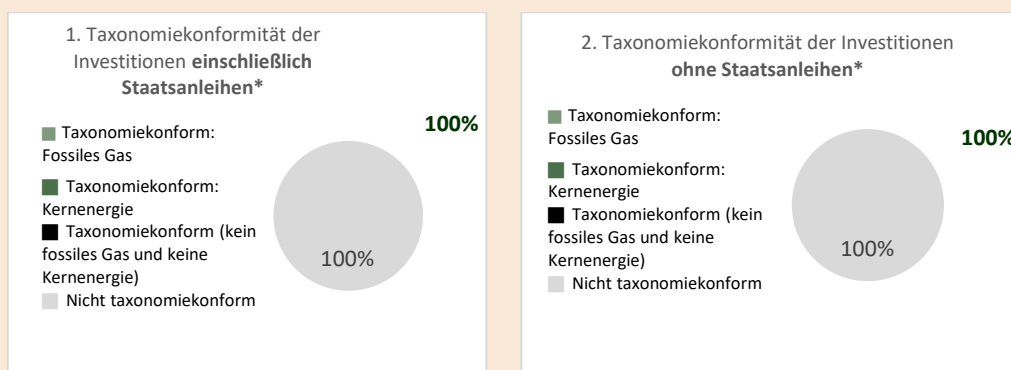 1. Taxonomiekonformität der
Investitionen einschließlich
Staatsanleihen*
100%
Taxonomiekonform:
Fossiles Gas
Taxonomiekonform:
Kernenergie
Taxonomiekonform (kein
fossiles Gas und keine
Kernenergie)
Nicht taxonomiekonform
100%
2. Taxonomiekonformität der Investitionen
ohne Staatsanleihen*
100%
Taxonomiekonform:
Fossiles Gas
Taxonomiekonform:
Kernenergie
Taxonomiekonform (kein
fossiles Gas und keine
Kernenergie)
Nicht taxonomiekonform
100%